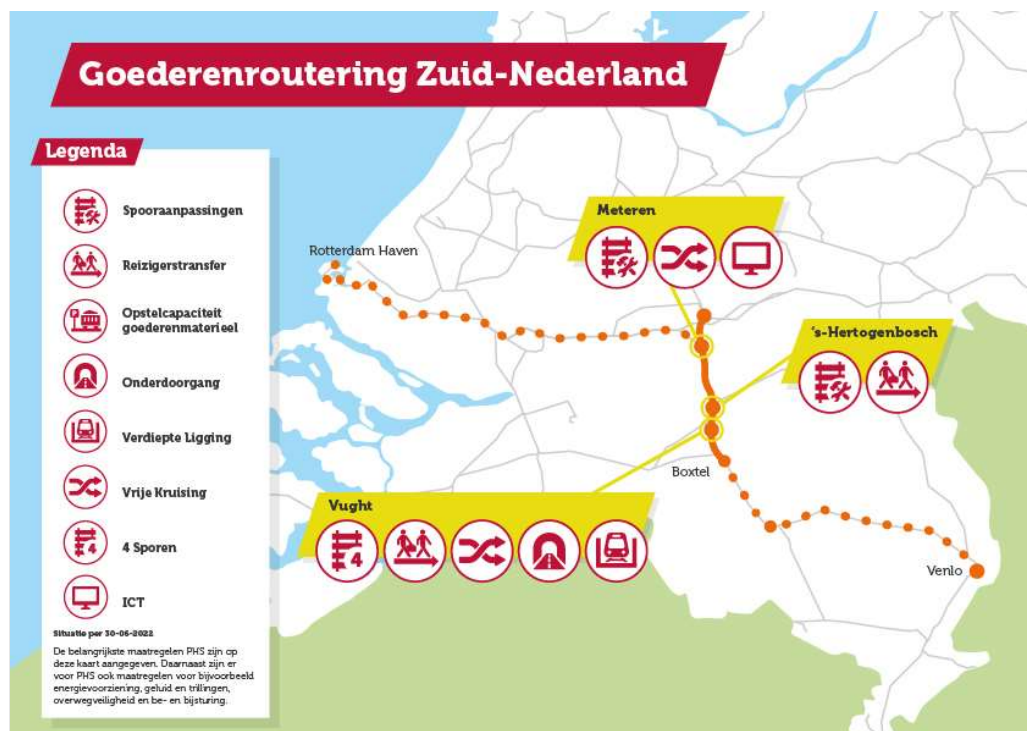 Goederenroutering Zuid-Nederland
Legenda
Spooraanpassingen
Reizigerstransfer
Opstelcapaciteit
goederenmaterieel
Onderdoorgang
Verdiepte Ligging
Vrije Kruising
4
4 Sporen
ICT
Situatie per 30-06-2022
De belangrijkste maatregelen PHS zijn op
deze kaart aangegeven. Daarnaast zijn er
voor PHS ook maatregelen voor bijvoorbeeld
energievoorziening, geluid en trillingen,
overwegveiligheid en be- en bijsturing.
Rotterdam Haven
Meteren
's-Hertogenbosch
Boxtel
Vught
4
Venlo